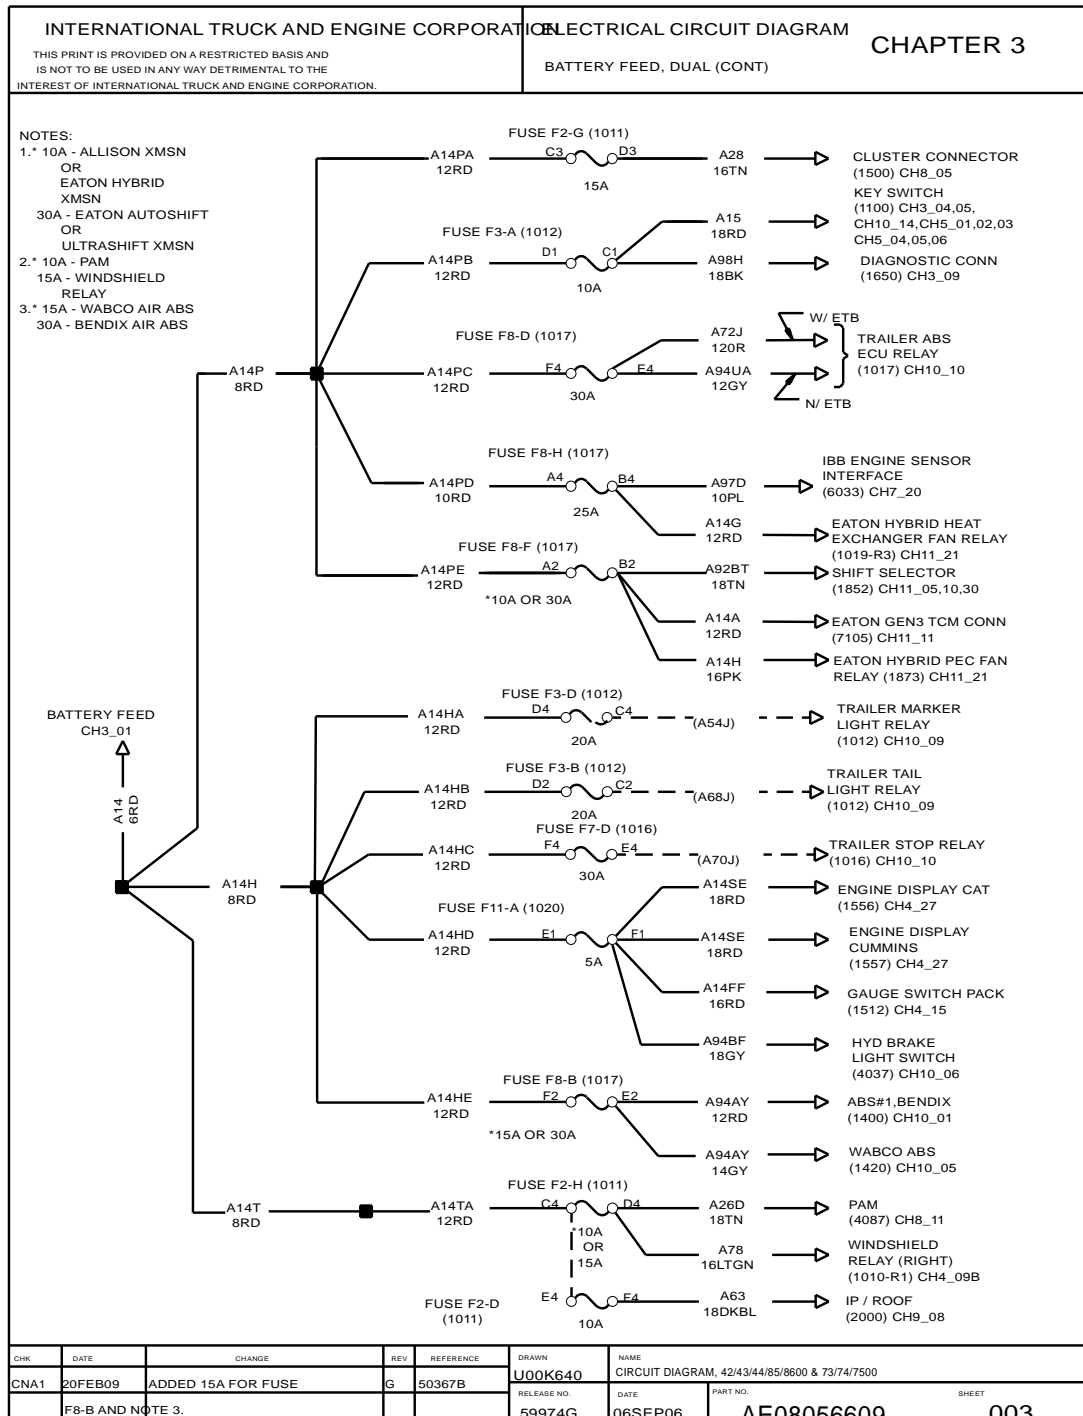 INTERNATIONAL TRUCK AND ENGINE CORPORATION
THIS PRINT IS PROVIDED ON A RESTRICTED BASIS AND
IS NOT TO BE USED IN ANY WAY DETRIMENTAL TO THE
INTEREST OF INTERNATIONAL TRUCK AND ENGINE CORPORATION.
ELECTRICAL CIRCUIT DIAGRAM
BATTERY FEED, DUAL (CONT)
CHAPTER 3
NOTES:
1.* 10A - ALLISON XMSN
OR
EATON HYBRID
XMSN
30A - EATON AUTOSHIFT
OR
ULTRASHIFT XMSN
2.* 10A - PAM
15A - WINDSHIELD
RELAY
3.* 15A - WABCO AIR ABS
30A - BENDIX AIR ABS
BATTERY FEED
CH3_01
A14
6RD
A14P
8RD
A14H
8RD
A14T
8RD
A14PA
12RD
FUSE F2-G (1011)
C3
D3
15A
A28
16TN
CLUSTER CONNECTOR
(1500) CH8_05
A14PB
12RD
FUSE F3-A (1012)
D1
C1
10A
A15
18RD
KEY SWITCH
(1100) CH3_04,05,
CH10_14,CH5_01,02,03
CH5_04,05,06
A98H
18BK
DIAGNOSTIC CONN
(1650) CH3_09
A14PC
12RD
FUSE F8-D (1017)
F4
E4
30A
A72J
120R
W/ ETB
A94UA
12GY
N/ ETB
TRAILER ABS
ECU RELAY
(1017) CH10_10
A14PD
10RD
FUSE F8-H (1017)
A4
B4
25A
A97D
10PL
IBB ENGINE SENSOR
INTERFACE
(6033) CH7_20
A14G
12RD
EATON HYBRID HEAT
EXCHANGER FAN RELAY
(1019-R3) CH11_21
A14PE
12RD
FUSE F8-F (1017)
A2
B2
*10A OR 30A
A92BT
18TN
SHIFT SELECTOR
(1852) CH11_05,10,30
A14A
12RD
EATON GEN3 TCM CONN
(7105) CH11_11
A14H
16PK
EATON HYBRID PEC FAN
RELAY (1873) CH11_21
A14HA
12RD
FUSE F3-D (1012)
D4
C4
20A
(A54J)
TRAILER MARKER
LIGHT RELAY
(1012) CH10_09
A14HB
12RD
FUSE F3-B (1012)
D2
C2
20A
(A68J)
TRAILER TAIL
LIGHT RELAY
(1012) CH10_09
A14HC
12RD
FUSE F7-D (1016)
F4
E4
30A
(A70J)
TRAILER STOP RELAY
(1016) CH10_10
A14HD
12RD
FUSE F11-A (1020)
E1
F1
5A
A14SE
18RD
ENGINE DISPLAY CAT
(1556) CH4_27
A14SE
18RD
ENGINE DISPLAY
CUMMINS
(1557) CH4_27
A14FF
16RD
GAUGE SWITCH PACK
(1512) CH4_15
A94BF
18GY
HYD BRAKE
LIGHT SWITCH
(4037) CH10_06
A14HE
12RD
FUSE F8-B (1017)
F2
E2
*15A OR 30A
A94AY
12RD
ABS#1,BENDIX
(1400) CH10_01
A94AY
14GY
WABCO ABS
(1420) CH10_05
A14TA
12RD
FUSE F2-H (1011)
C4
D4
*10A
OR
15A
A26D
18TN
PAM
(4087) CH8_11
A78
16LTGN
WINDSHIELD
RELAY (RIGHT)
(1010-R1) CH4_09B
FUSE F2-D
(1011)
E4
F4
10A
A63
18DKBL
IP / ROOF
(2000) CH9_08
CHK DATE CHANGE REV REFERENCE
CNA1 20FEB09 ADDED 15A FOR FUSE G 50367B
F8-B AND NOTE 3.
DRAWN
U00K640
NAME
CIRCUIT DIAGRAM, 42/43/44/85/8600 & 73/74/7500
RELEASE NO.
59974G
DATE
06SEP06
PART NO.
AE08056609
SHEET
003